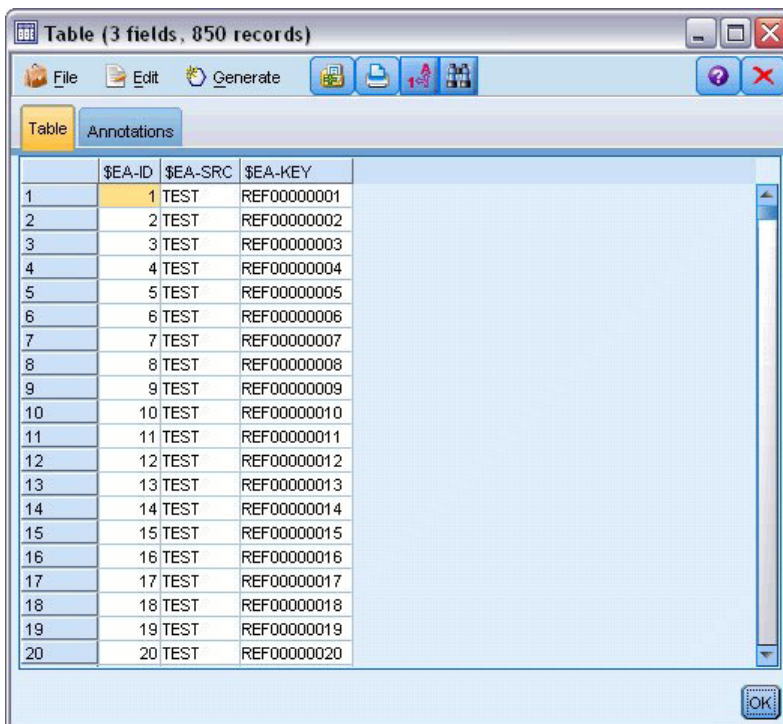 Table (3 fields, 850 records)
File Edit Generate
Table Annotations
$EA-ID $EA-SRC $EA-KEY
1 1 TEST REF00000001
2 2 TEST REF00000002
3 3 TEST REF00000003
4 4 TEST REF00000004
5 5 TEST REF00000005
6 6 TEST REF00000006
7 7 TEST REF00000007
8 8 TEST REF00000008
9 9 TEST REF00000009
10 10 TEST REF00000010
11 11 TEST REF00000011
12 12 TEST REF00000012
13 13 TEST REF00000013
14 14 TEST REF00000014
15 15 TEST REF00000015
16 16 TEST REF00000016
17 17 TEST REF00000017
18 18 TEST REF00000018
19 19 TEST REF00000019
20 20 TEST REF00000020
OK